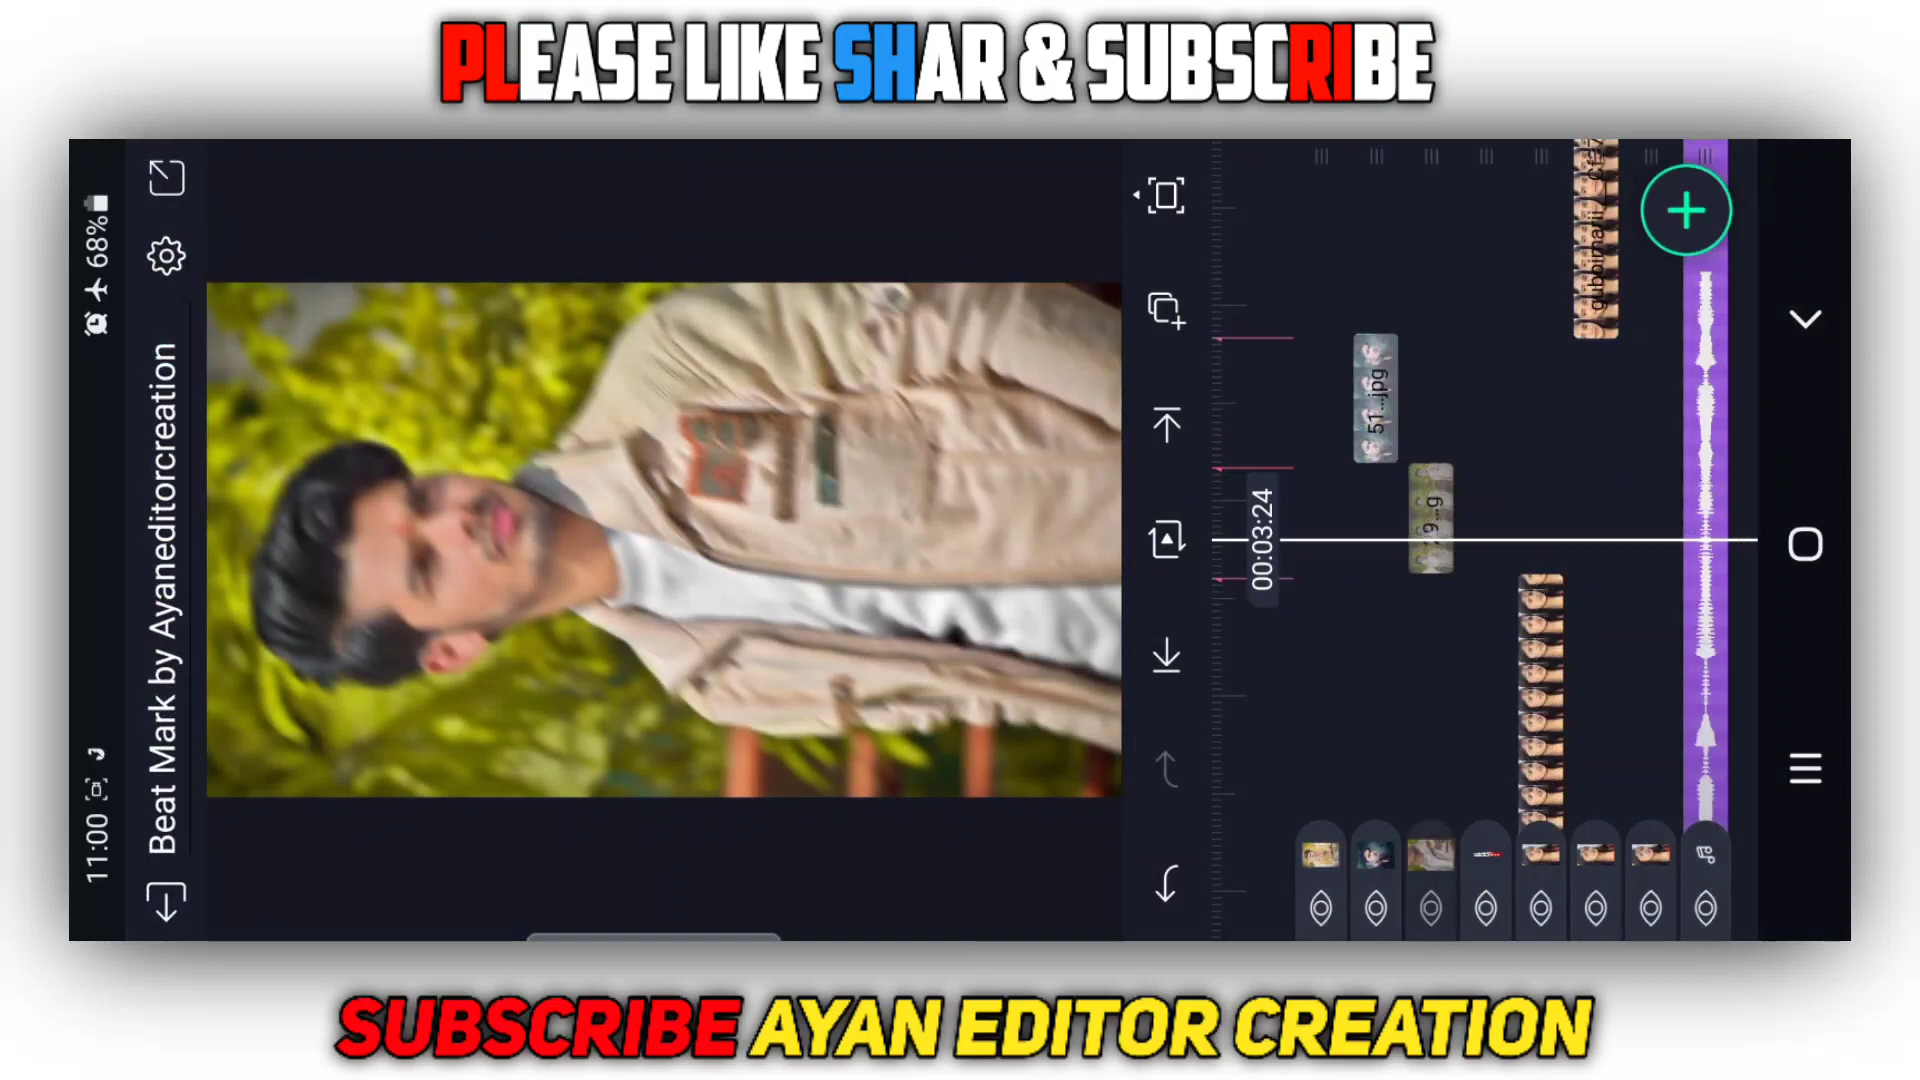 PLEASE LIKE SHAR & SUBSCRIBE
11:00
68%
Beat Mark by Ayaneditorcreation
00:03:24
51...jpg
SUBSCRIBE AYAN EDITOR CREATION